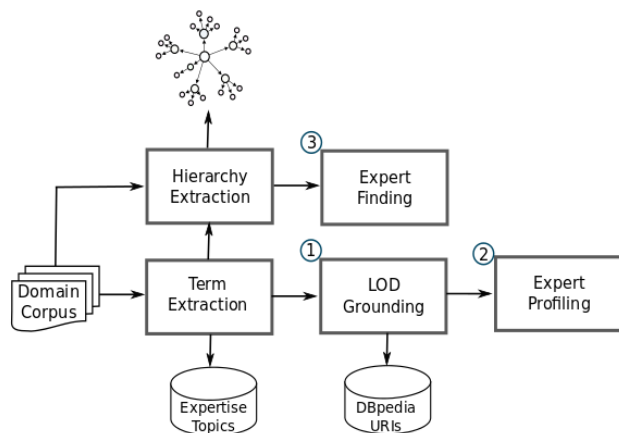 3
Hierarchy
Extraction
Expert
Finding
1
2
Domain
Corpus
Term
Extraction
LOD
Grounding
Expert
Profiling
Expertise
Topics
DBpedia
URIs